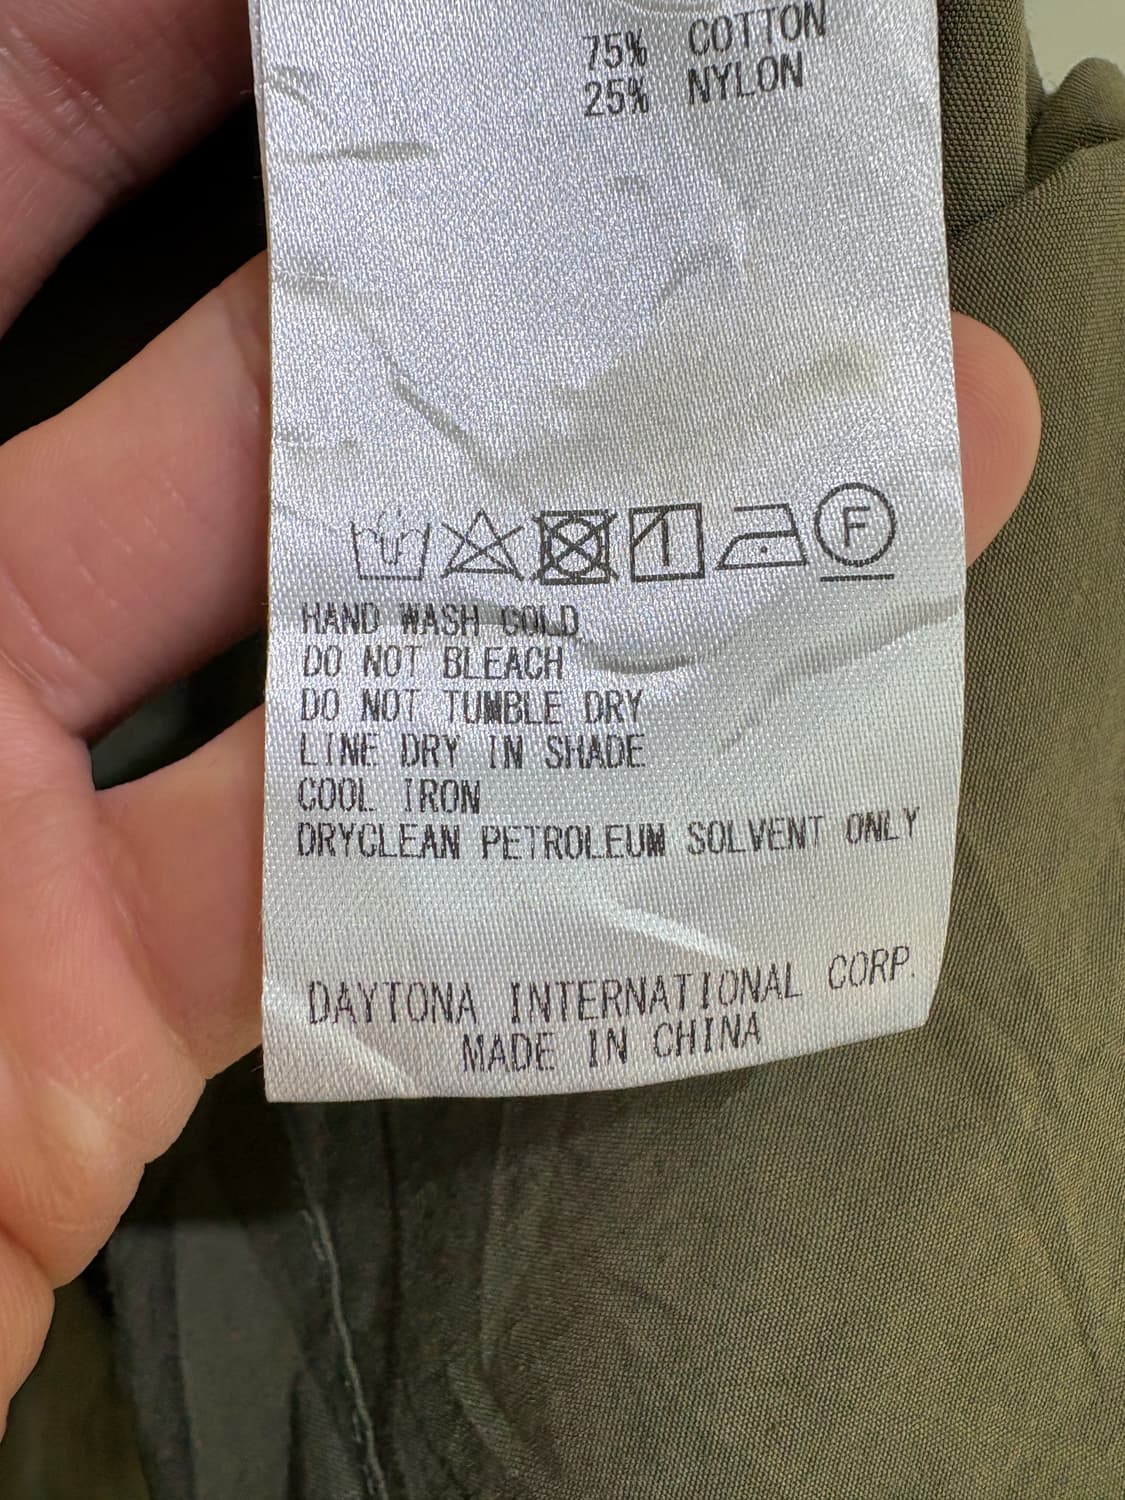 75% COTTON
25% NYLON
F
HAND WASH COLD
DO NOT BLEACH
DO NOT TUMBLE DRY
LINE DRY IN SHADE
COOL IRON
DRYCLEAN PETROLEUM SOLVENT ONLY
DAYTONA INTERNATIONAL CORP.
MADE IN CHINA